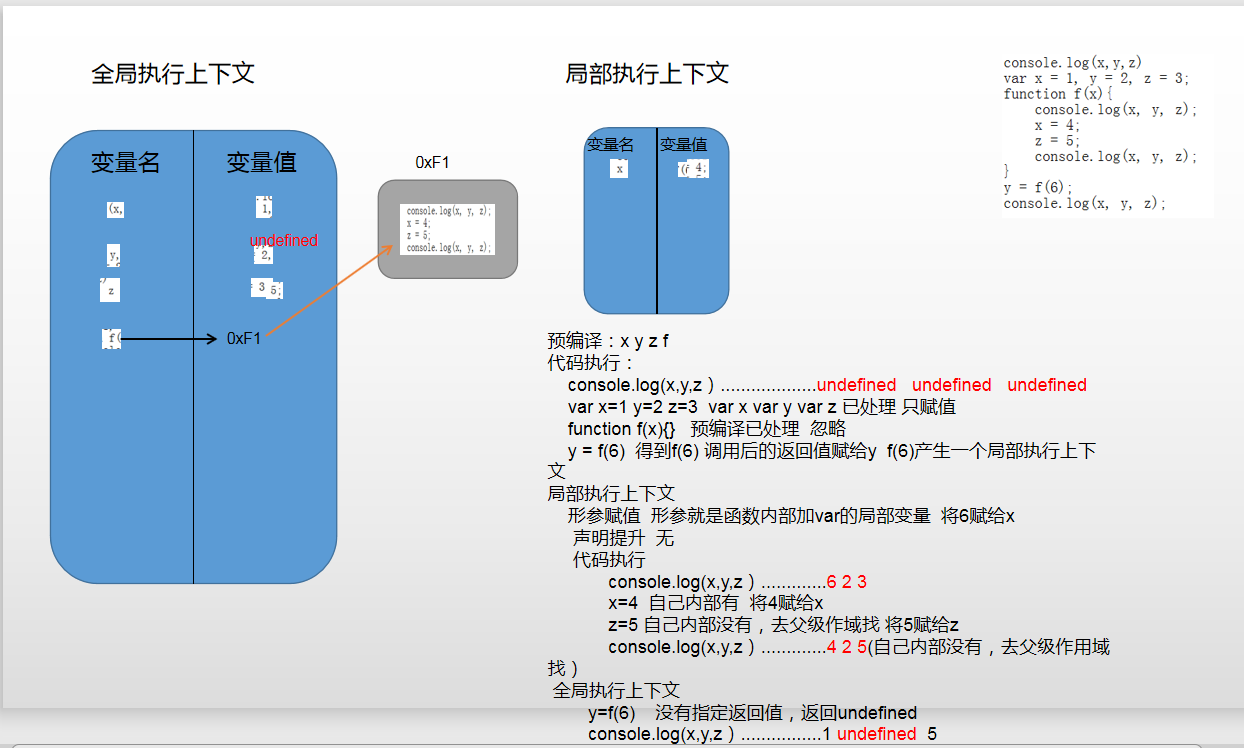 全局执行上下文
变量名 变量值
(x, 1,
undefined
y, 2,
z 3 5;
f( 0xF1
0xF1
console.log(x, y, z);
x = 4;
z = 5;
console.log(x, y, z);
局部执行上下文
变量名 变量值
x 4;
console.log(x,y,z)
var x = 1, y = 2, z = 3;
function f(x){
console.log(x, y, z);
x = 4;
z = 5;
console.log(x, y, z);
}
y = f(6);
console.log(x, y, z);
预编译：x y z f
代码执行：
console.log(x,y,z ) ...................undefined undefined undefined
var x=1 y=2 z=3 var x var y var z 已处理 只赋值
function f(x){} 预编译已处理 忽略
y = f(6) 得到f(6) 调用后的返回值赋给y f(6)产生一个局部执行上下
文
局部执行上下文
形参赋值 形参就是函数内部加var的局部变量 将6赋给x
声明提升 无
代码执行
console.log(x,y,z ) .............6 2 3
x=4 自己内部有 将4赋给x
z=5 自己内部没有，去父级作域找 将5赋给z
console.log(x,y,z ) .............4 2 5(自己内部没有，去父级作用域
找 )
全局执行上下文
y=f(6) 没有指定返回值，返回undefined
console.log(x,y,z ) ................1 undefined 5